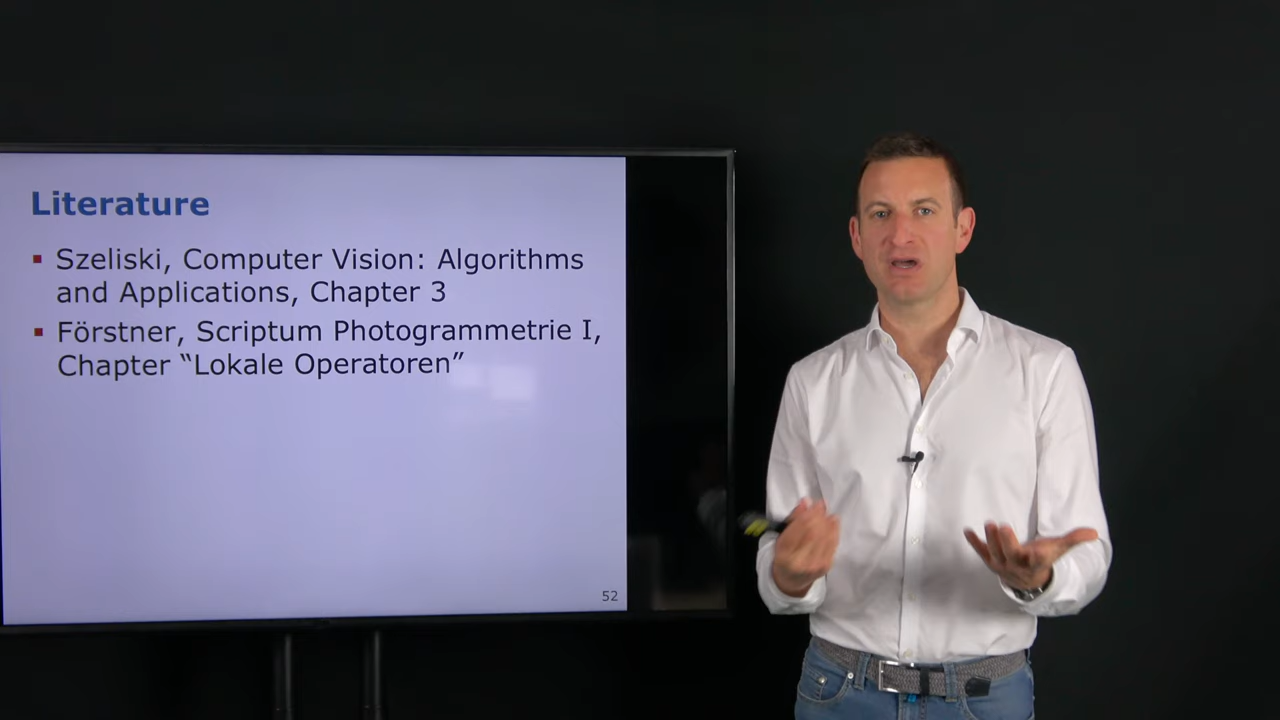 Literature
▪ Szeliski, Computer Vision: Algorithms
and Applications, Chapter 3
▪ Förstner, Scriptum Photogrammetrie I,
Chapter “Lokale Operatoren”
52